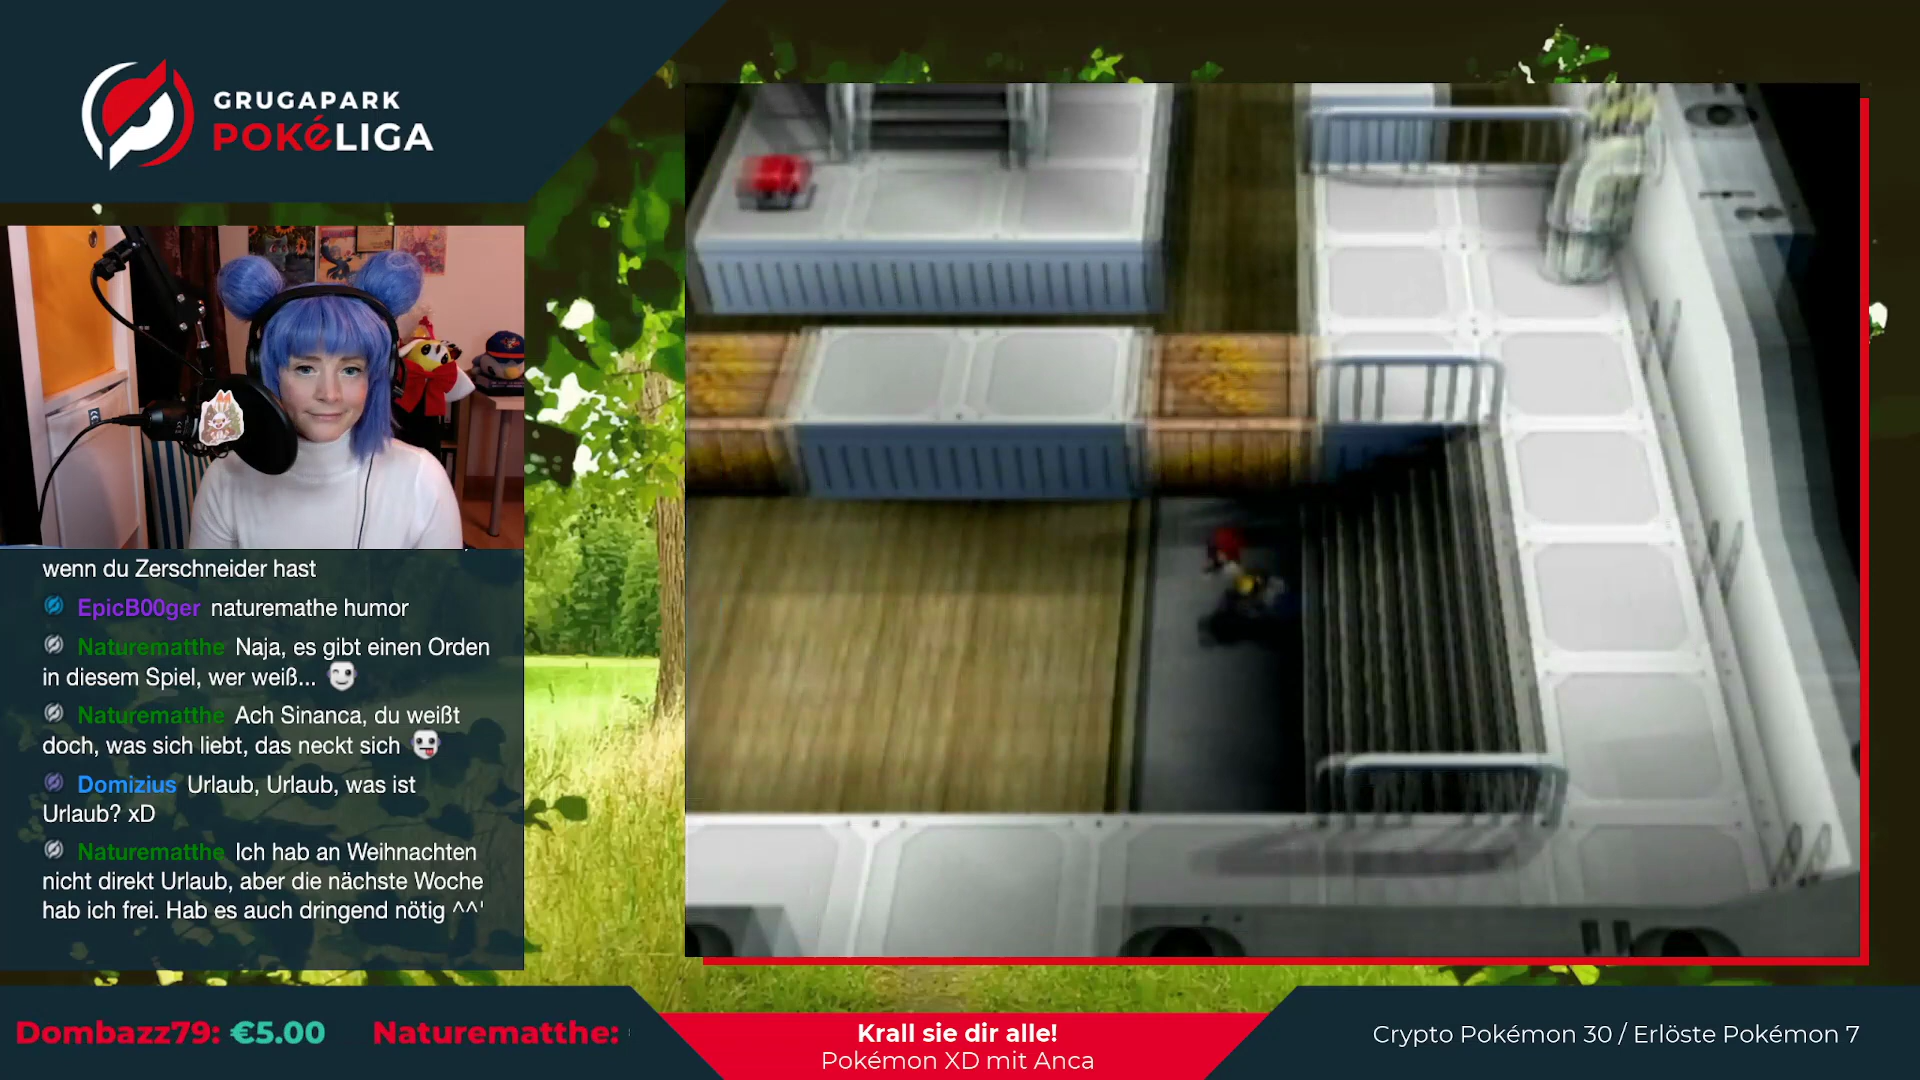 GRUGAPARK
POKéLIGA
wenn du Zerschneider hast
EpicB00ger naturemathe humor
Naturematthe Naja, es gibt einen Orden
in diesem Spiel, wer weiß...
Naturematthe Ach Sinanca, du weißt
doch, was sich liebt, das neckt sich
Domizius Urlaub, Urlaub, was ist
Urlaub? xD
Naturematthe Ich hab an Weihnachten
nicht direkt Urlaub, aber die nächste Woche
hab ich frei. Hab es auch dringend nötig ^^'
Dombazz79: €5.00 Naturematthe:
Krall sie dir alle!
Pokémon XD mit Anca
Crypto Pokémon 30 / Erlöste Pokémon 7